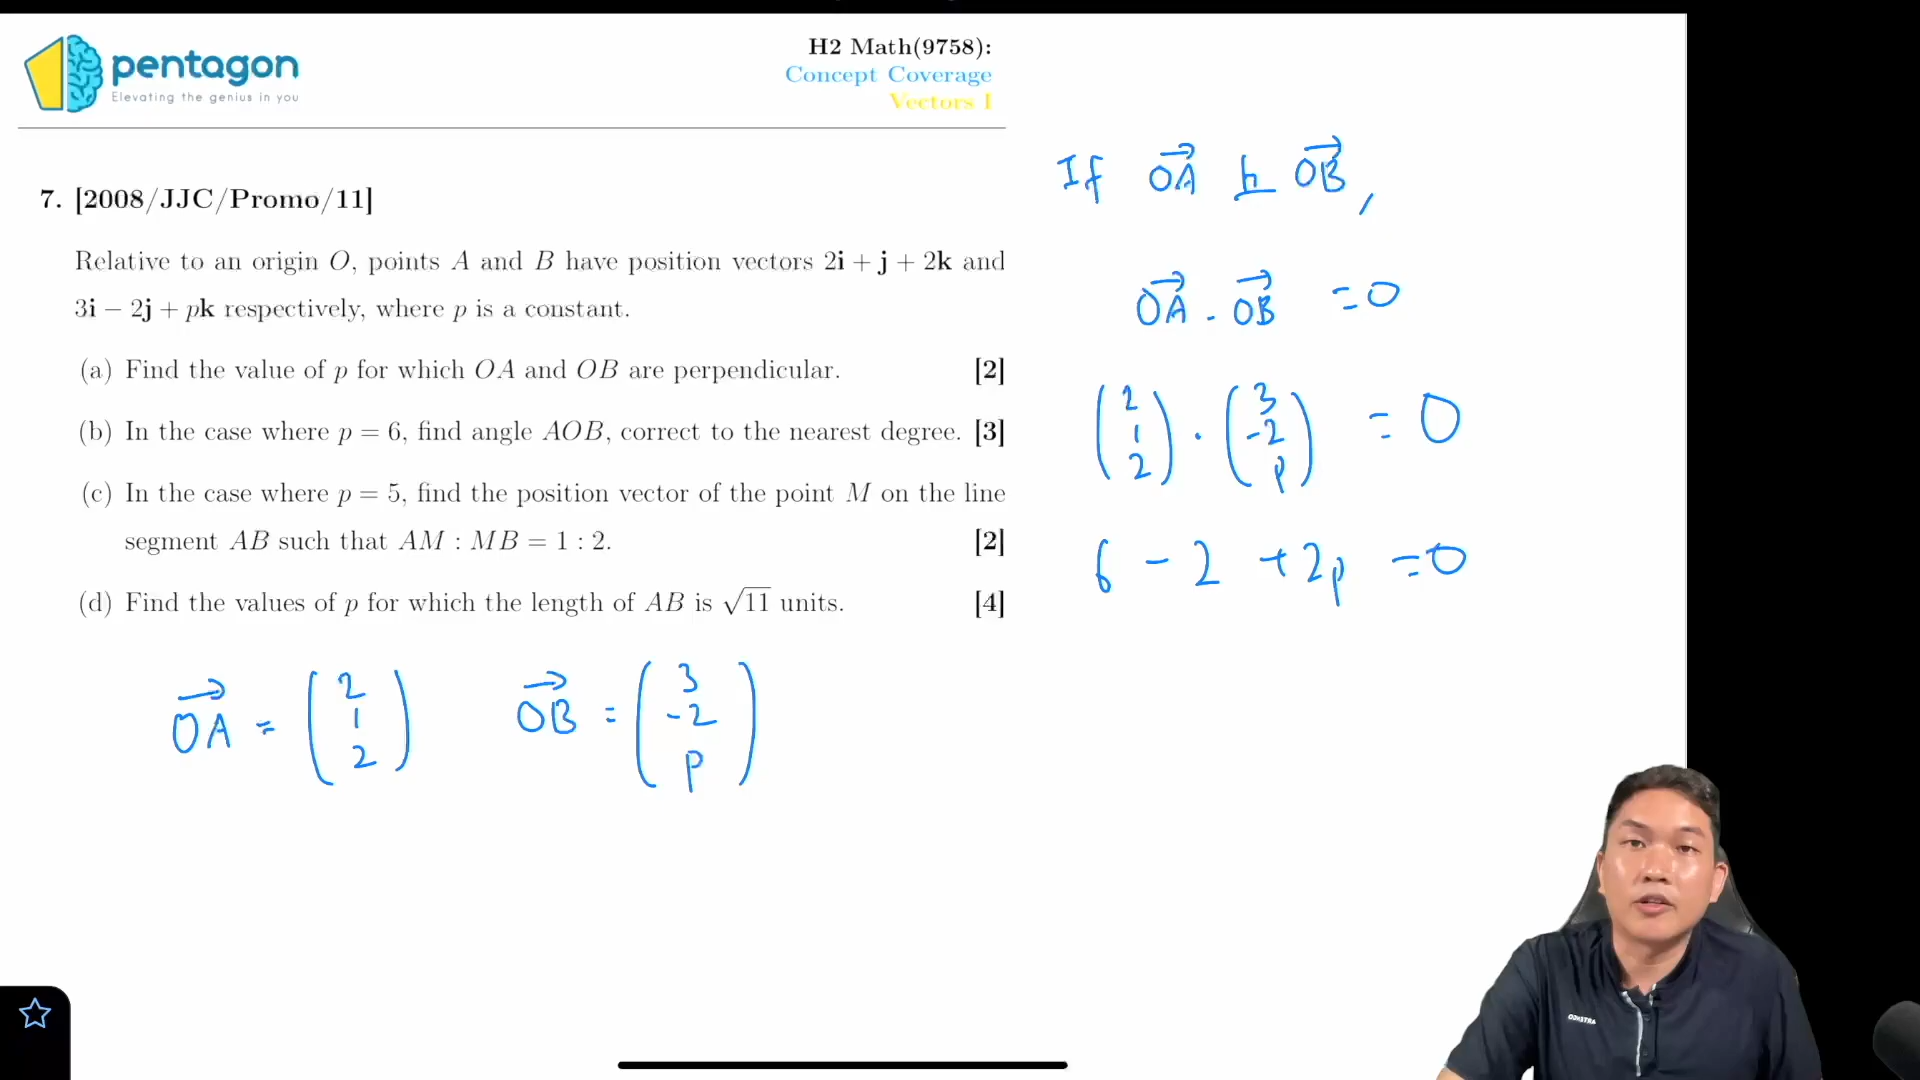 pentagon
Elevating the genius in you
H2 Math(9758):
Concept Coverage
Vectors I
7. [2008/JJC/Promo/11]
Relative to an origin O, points A and B have position vectors 2i + j + 2k and
3i − 2j + pk respectively, where p is a constant.
(a) Find the value of p for which OA and OB are perpendicular. [2]
(b) In the case where p = 6, find angle AOB, correct to the nearest degree. [3]
(c) In the case where p = 5, find the position vector of the point M on the line
segment AB such that AM : MB = 1 : 2. [2]
(d) Find the values of p for which the length of AB is √11 units. [4]
OA = (2 1 2) OB = (3 -2 p)
If OA ⊥ OB,
OA . OB = 0
(2 1 2) · (3 -2 p) = 0
6 - 2 + 2p = 0